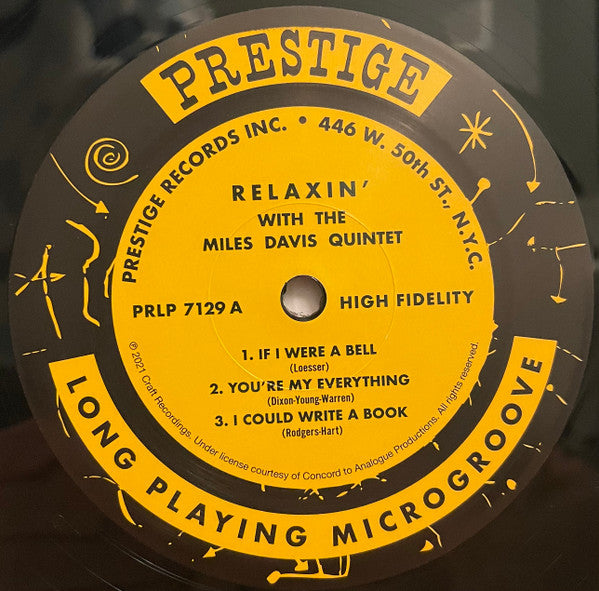 PRESTIGE
PRESTIGE RECORDS INC. • 446 W. 50th ST., N.Y.C.
RELAXIN'
WITH THE
MILES DAVIS QUINTET
PRLP 7129 A
HIGH FIDELITY
1. IF I WERE A BELL
(Loesser)
2. YOU'RE MY EVERYTHING
(Dixon-Young-Warren)
3. I COULD WRITE A BOOK
(Rodgers-Hart)
℗ 2021 Craft Recordings. Under license courtesy of Concord to Analogue Productions. All rights reserved.
LONG PLAYING MICROGROOVE